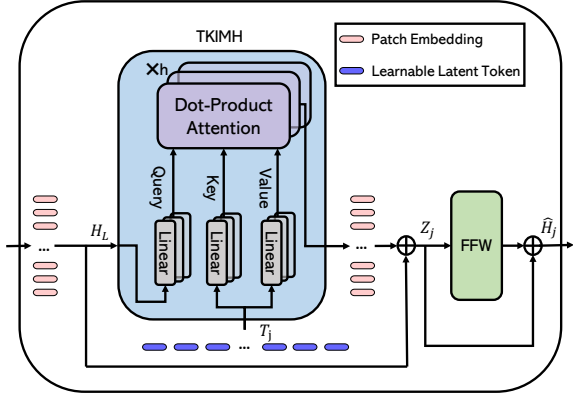 TKIMH
Patch Embedding
Learnable Latent Token
×h
Dot-Product
Attention
Query
Key
Value
Linear
Linear
Linear
...
H_L
...
Z_j
FFW
Ĥ_j
T_j
...